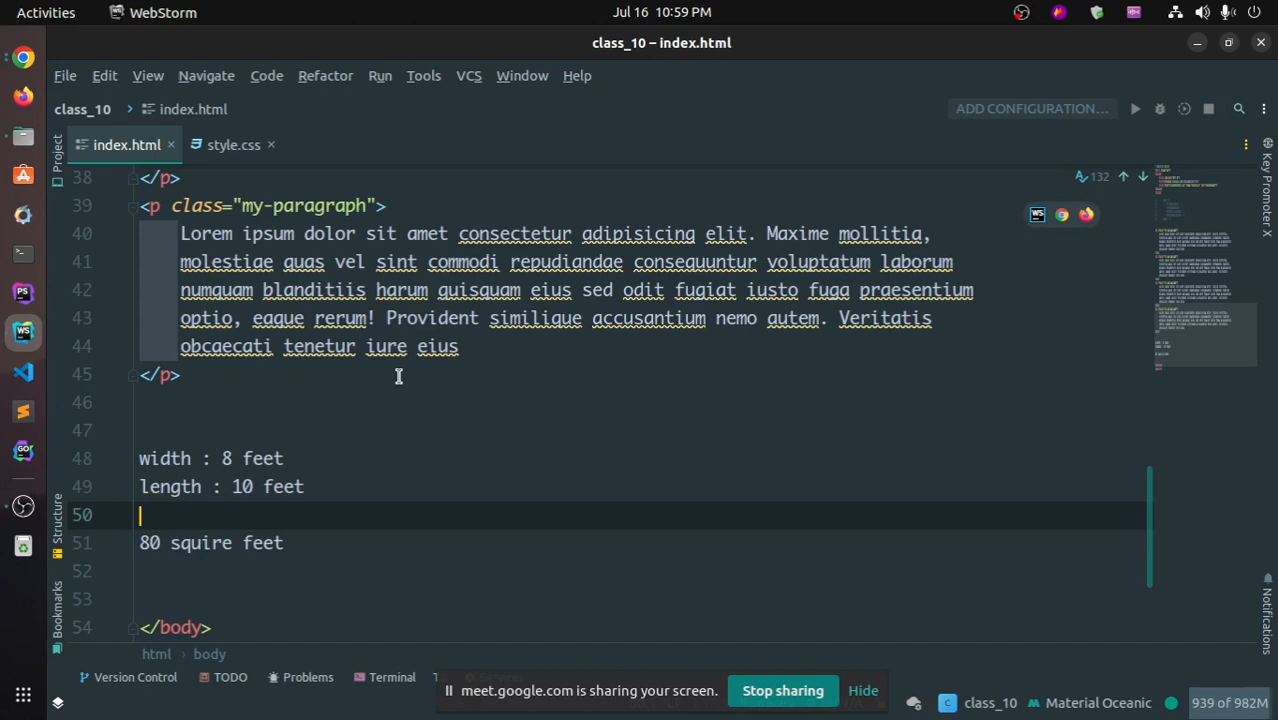 Activities
WebStorm
Jul 16 10:59 PM
class_10 – index.html
File Edit View Navigate Code Refactor Run Tools VCS Window Help
class_10 index.html
ADD CONFIGURATION...
index.html
style.css
Project
132
38 </p>
39 <p class="my-paragraph">
40 Lorem ipsum dolor sit amet consectetur adipisicing elit. Maxime mollitia,
41 molestiae quas vel sint commodi repudiandae consequuntur voluptatum laborum
42 numquam blanditiis harum quisquam eius sed odit fugiat iusto fuga praesentium
43 optio, eaque rerum! Provident similique accusantium nemo autem. Veritatis
44 obcaecati tenetur iure eius
45 </p>
46
47
48 width : 8 feet
49 length : 10 feet
50
51 80 squire feet
52
53
54 </body>
html body
Structure
Bookmarks
Key Promoter X
Notifications
Version Control TODO Problems Terminal
meet.google.com is sharing your screen.
Stop sharing
Hide
class_10
Material Oceanic
939 of 982M